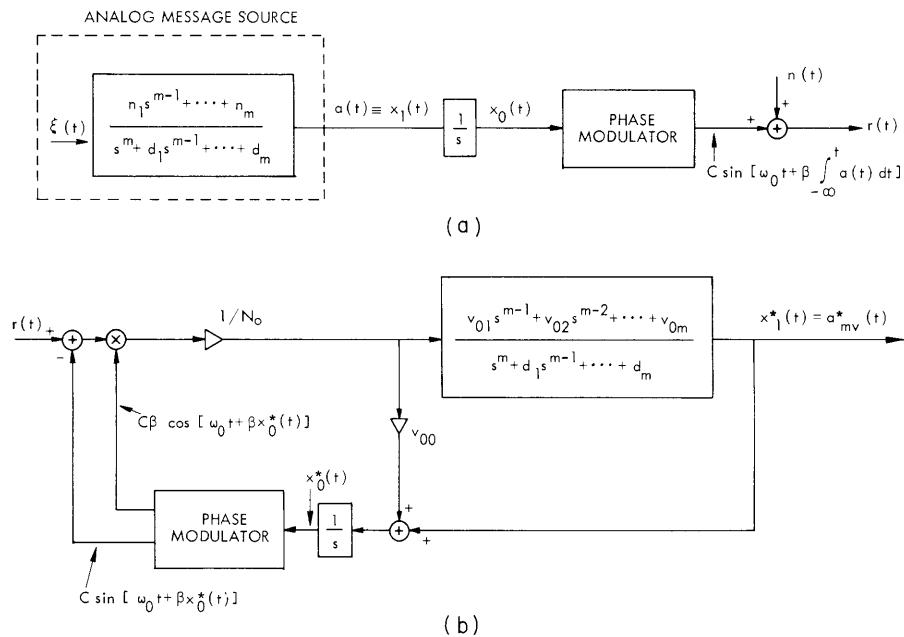 ANALOG MESSAGE SOURCE
ξ(t)
n₁s^{m-1}+···+n_m
s^m+d₁s^{m-1}+···+d_m
a(t)≡x₁(t)
1
s
x₀(t)
PHASE
MODULATOR
n(t)
+
+
+
r(t)
C sin [ω₀t+β∫_{-∞}^{t} a(t) dt]
(a)
r(t)
+
+
−
×
1/N₀
v₀₁s^{m-1}+v₀₂s^{m-2}+···+v₀ₘ
s^m+d₁s^{m-1}+···+d_m
x*₁(t)=a*_{mv}(t)
Cβ cos [ω₀t+βx*₀(t)]
v₀₀
x*₀(t)
PHASE
MODULATOR
1
s
+
+
+
C sin [ω₀t+βx*₀(t)]
(b)